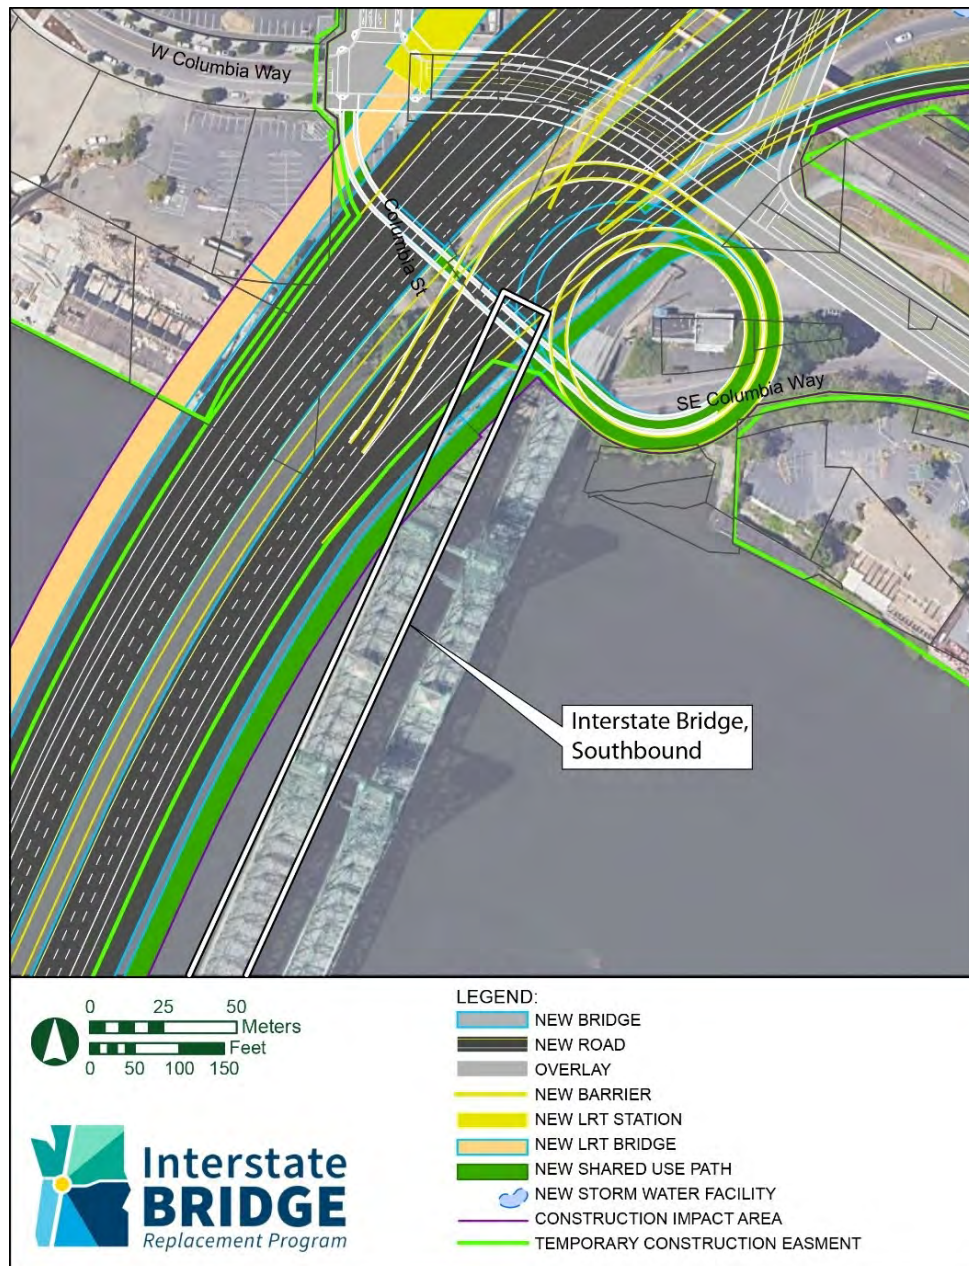 W Columbia Way
Columbia St
SE Columbia Way
Interstate Bridge,
Southbound
0 25 50
Meters
Feet
0 50 100 150
Interstate
BRIDGE
Replacement Program
LEGEND:
NEW BRIDGE
NEW ROAD
OVERLAY
NEW BARRIER
NEW LRT STATION
NEW LRT BRIDGE
NEW SHARED USE PATH
NEW STORM WATER FACILITY
CONSTRUCTION IMPACT AREA
TEMPORARY CONSTRUCTION EASMENT